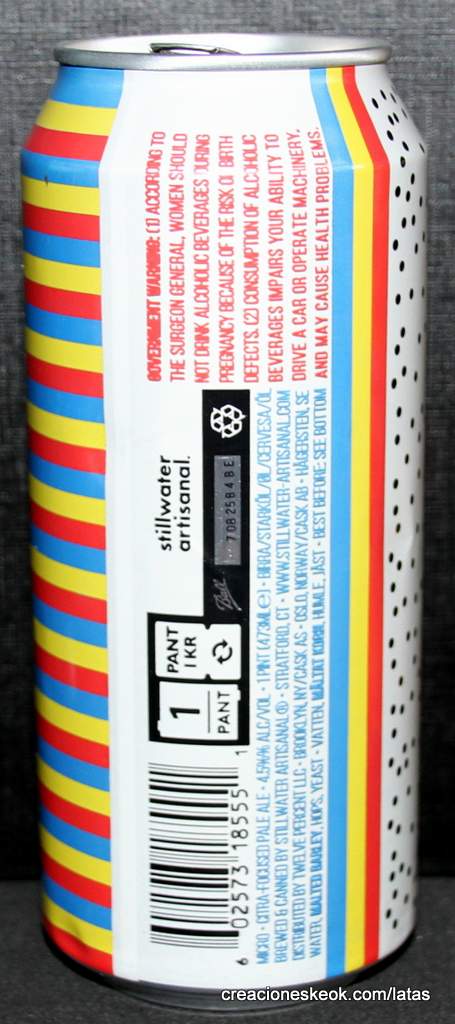 GOVERNMENT WARNING: (1) ACCORDING TO
THE SURGEON GENERAL, WOMEN SHOULD
NOT DRINK ALCOHOLIC BEVERAGES DURING
PREGNANCY BECAUSE OF THE RISK OF BIRTH
DEFECTS. (2) CONSUMPTION OF ALCOHOLIC
BEVERAGES IMPAIRS YOUR ABILITY TO
DRIVE A CAR OR OPERATE MACHINERY,
AND MAY CAUSE HEALTH PROBLEMS.
stillwater
artisanal.
Ball
7082584BE
1
PANT
PANT
1 KR
6 02573 18555 1
MICRO • CITRA-FOCUSED PALE ALE • 4.5%% ALC/VOL • 1 PINT (473ML e) • BIRRA/STARKÖL/ØL/CERVESA/ÖL
BREWED & CANNED BY STILLWATER ARTISANAL® • STRATFORD, CT • WWW.STILLWATER-ARTISANAL.COM
DISTRIBUTED BY TWELVE PERCENT LLC • BROOKLYN, NY/CASK AS • OSLO, NORWAY/CASK AB • HÄGERSTEN, SE
WATER, MALTED BARLEY, HOPS, YEAST • VATTEN, MÄLTAT KORN, HUMLE, JÄST • BEST BEFORE: SEE BOTTOM
creacioneskeok.com/latas